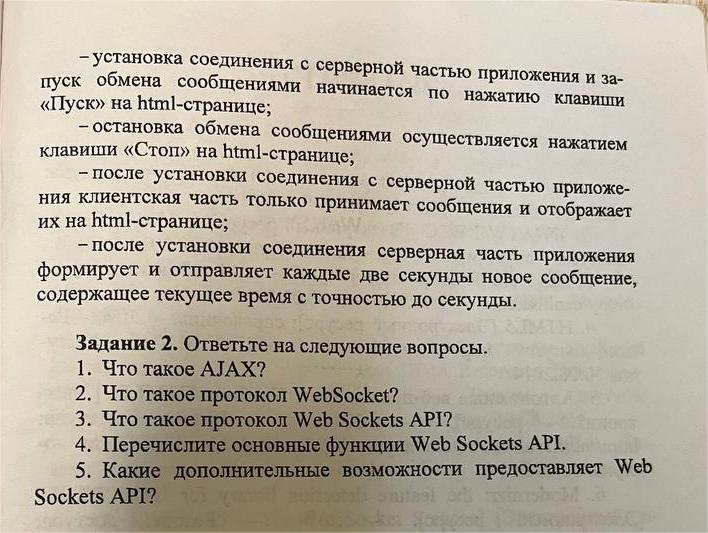 – установка соединения с серверной частью приложения и за-
пуск обмена сообщениями начинается по нажатию клавиши
«Пуск» на html-странице;
– остановка обмена сообщениями осуществляется нажатием
клавиши «Стоп» на html-странице;
– после установки соединения с серверной частью приложе-
ния клиентская часть только принимает сообщения и отображает
их на html-странице;
– после установки соединения серверная часть приложения
формирует и отправляет каждые две секунды новое сообщение,
содержащее текущее время с точностью до секунды.
Задание 2. Ответьте на следующие вопросы.
1. Что такое AJAX?
2. Что такое протокол WebSocket?
3. Что такое протокол Web Sockets API?
4. Перечислите основные функции Web Sockets API.
5. Какие дополнительные возможности предоставляет Web
Sockets API?